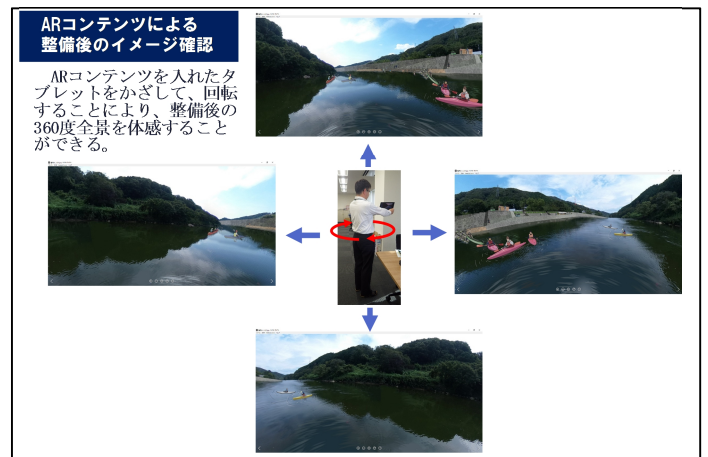 ARコンテンツによる
整備後のイメージ確認
ARコンテンツを入れたタ
ブレットをかざして、回転
することにより、整備後の
360度全景を体感すること
ができる。